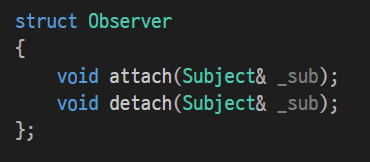 struct Observer
{
    void attach(Subject& _sub);
    void detach(Subject& _sub);
};